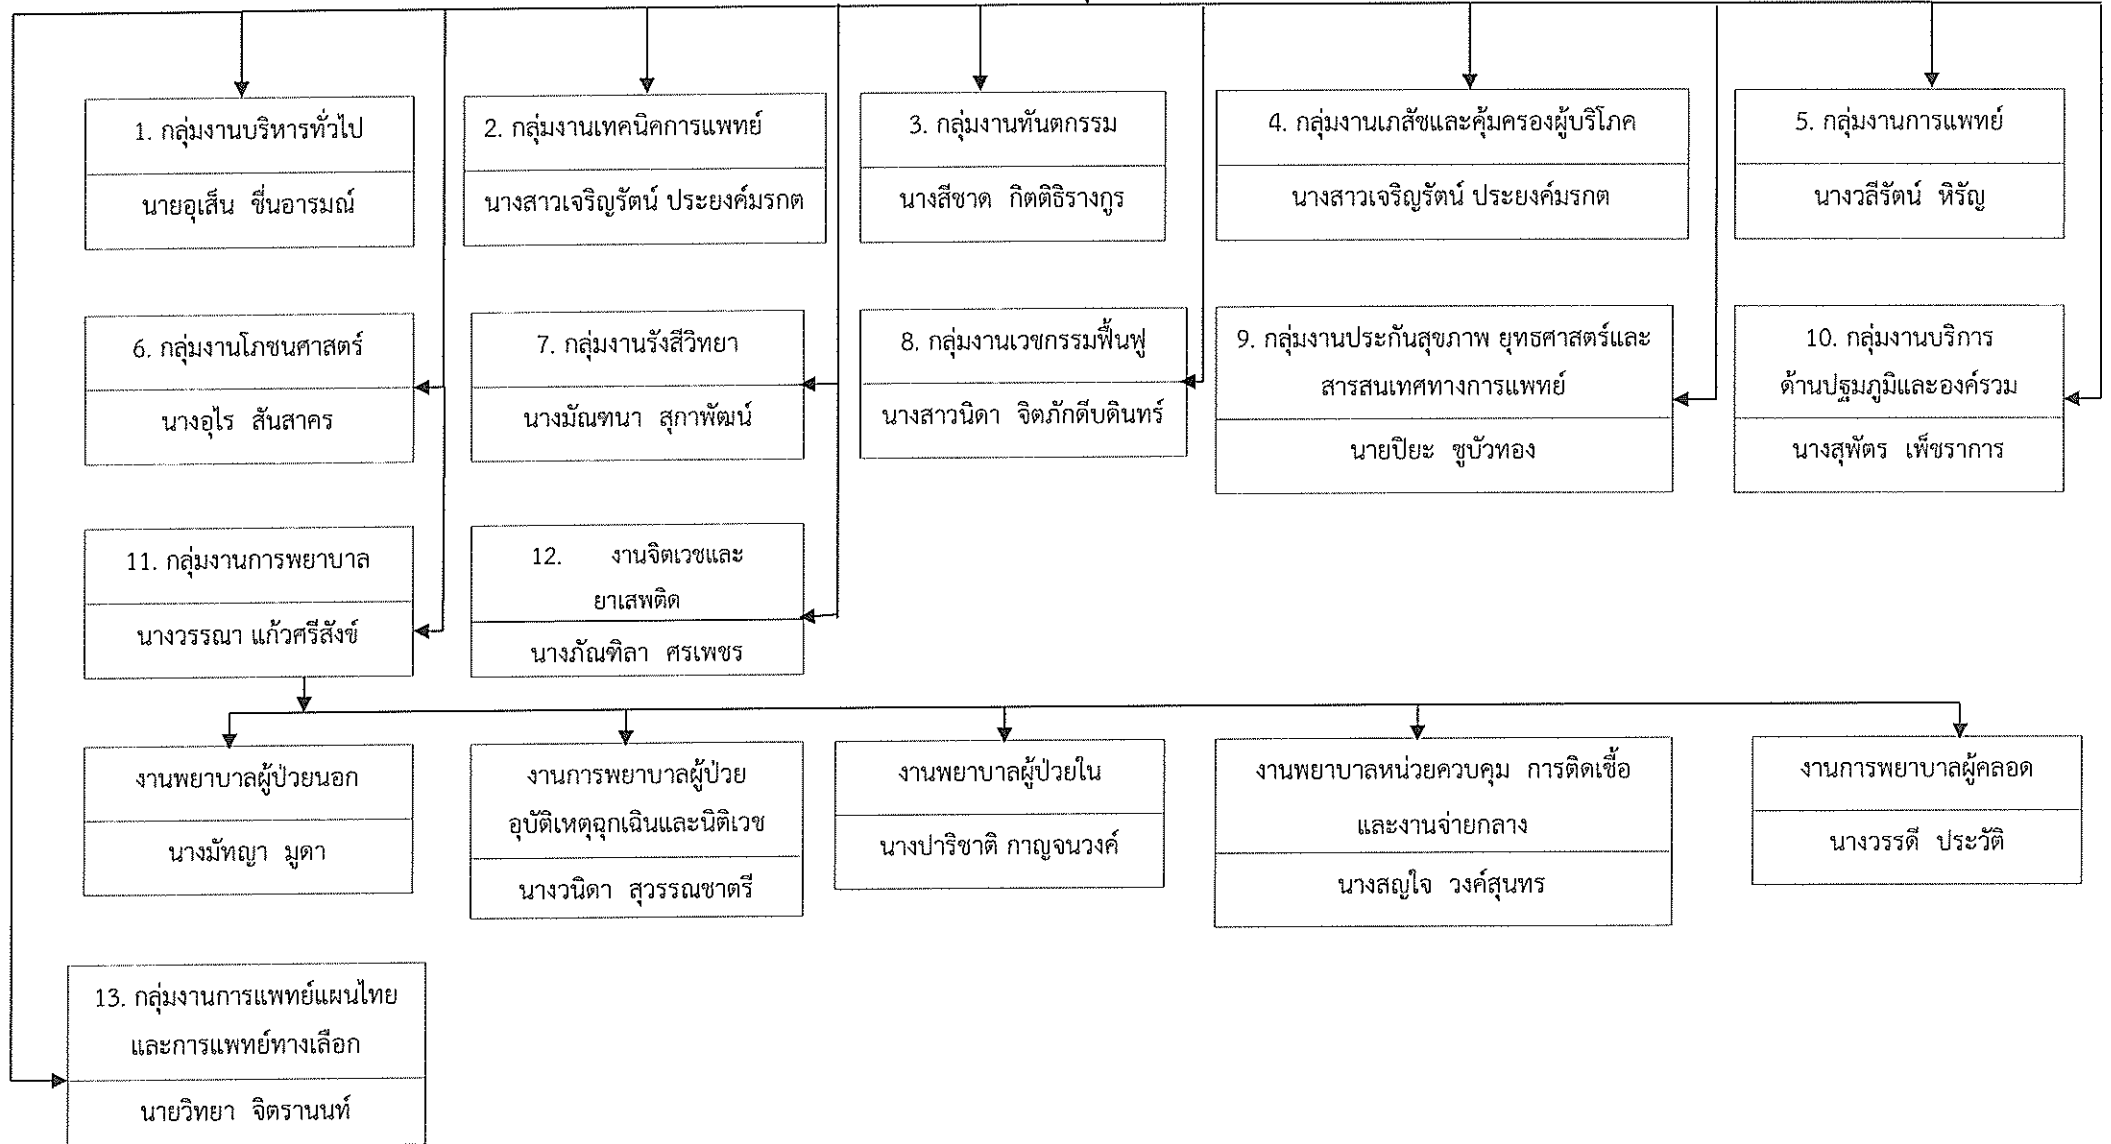 1. กลุ่มงานบริหารทั่วไป
นายอุเส็น ชื่นอารมณ์
2. กลุ่มงานเทคนิคการแพทย์
นางสาวเจริญรัตน์ ประยงค์มรกต
3. กลุ่มงานทันตกรรม
นางสีชาด กิตติธิรางกูร
4. กลุ่มงานเภสัชและคุ้มครองผู้บริโภค
นางสาวเจริญรัตน์ ประยงค์มรกต
5. กลุ่มงานการแพทย์
นางวลีรัตน์ หิรัญ
6. กลุ่มงานโภชนศาสตร์
นางอุไร สันสาคร
7. กลุ่มงานรังสีวิทยา
นางมัณฑนา สุภาพัฒน์
8. กลุ่มงานเวชกรรมฟื้นฟู
นางสาวนิดา จิตภักดีบดินทร์
9. กลุ่มงานประกันสุขภาพ ยุทธศาสตร์และ
สารสนเทศทางการแพทย์
นายปิยะ ชูบัวทอง
10. กลุ่มงานบริการ
ด้านปฐมภูมิและองค์รวม
นางสุพัตร เพ็ชราการ
11. กลุ่มงานการพยาบาล
นางวรรณา แก้วศรีสังข์
12. งานจิตเวชและ
ยาเสพติด
นางภัณฑิลา ศรเพชร
งานพยาบาลผู้ป่วยนอก
นางมัทญา มูดา
งานการพยาบาลผู้ป่วย
อุบัติเหตุฉุกเฉินและนิติเวช
นางวนิดา สุวรรณชาตรี
งานพยาบาลผู้ป่วยใน
นางปาริชาติ กาญจนวงค์
งานพยาบาลหน่วยควบคุม การติดเชื้อ
และงานจ่ายกลาง
นางสญใจ วงค์สุนทร
งานการพยาบาลผู้คลอด
นางวรรดี ประวัติ
13. กลุ่มงานการแพทย์แผนไทย
และการแพทย์ทางเลือก
นายวิทยา จิตรานนท์